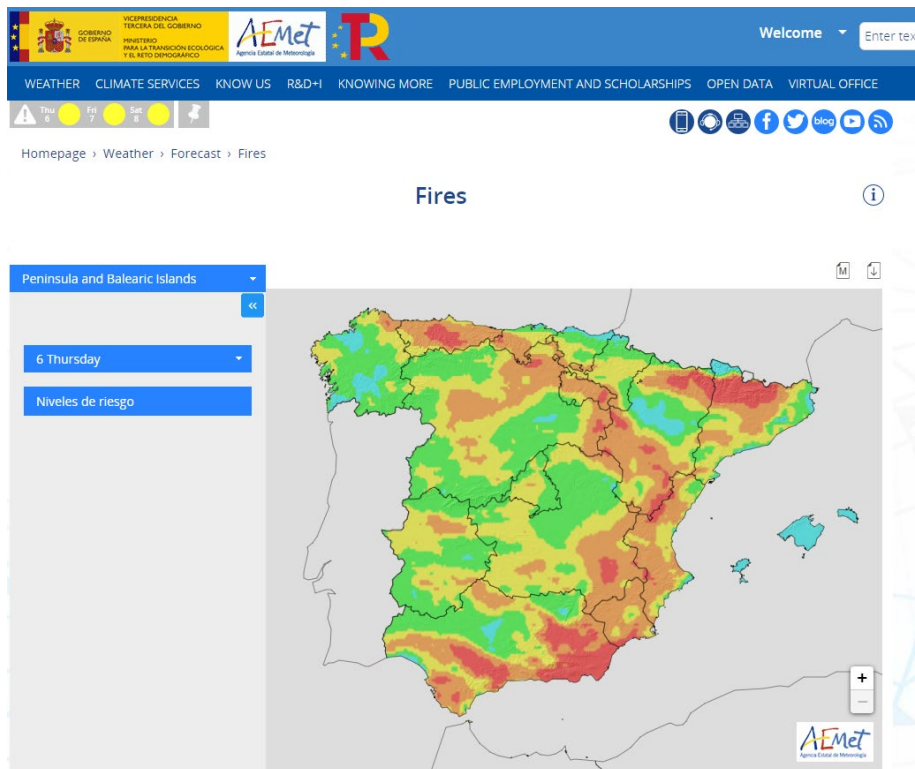 GOBIERNO
DE ESPAÑA
VICEPRESIDENCIA
TERCERA DEL GOBIERNO
MINISTERIO
PARA LA TRANSICIÓN ECOLÓGICA
Y EL RETO DEMOGRÁFICO
AEMet
Agencia Estatal de Meteorología
R
Welcome
Enter tex
WEATHER CLIMATE SERVICES KNOW US R&D+I KNOWING MORE PUBLIC EMPLOYMENT AND SCHOLARSHIPS OPEN DATA VIRTUAL OFFICE
Thu 6 Fri 7 Sat 8
blog
Homepage › Weather › Forecast › Fires
Fires
Peninsula and Balearic Islands
M
«
6 Thursday
Niveles de riesgo
+
−
AEMet
Agencia Estatal de Meteorología